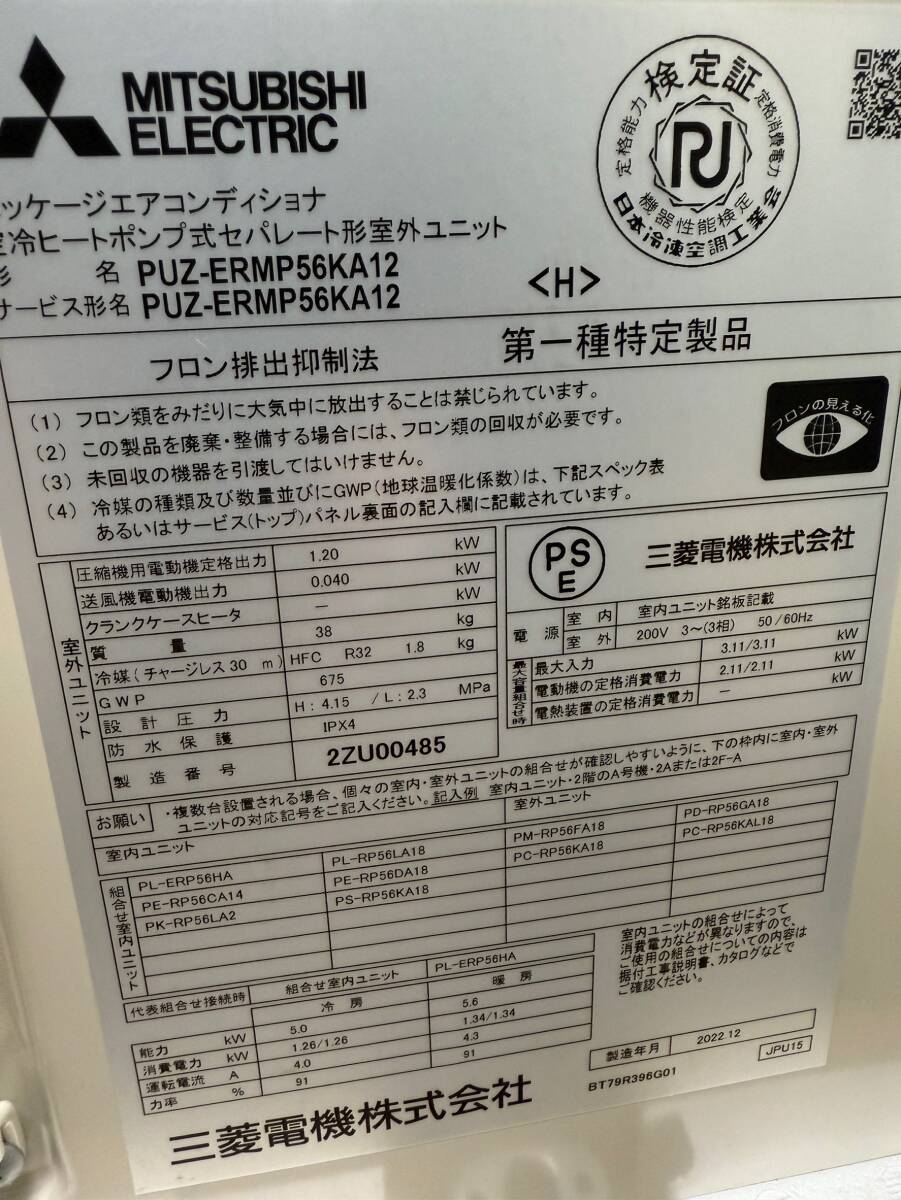 MITSUBISHI
ELECTRIC
検定証
定格能力
定格消費電力
機器性能検定
日本冷凍空調工業会
ッケージエアコンディショナ
冷ヒートポンプ式セパレート形室外ユニット
形名 PUZ-ERMP56KA12
サービス形名 PUZ-ERMP56KA12
<H>
フロン排出抑制法 第一種特定製品
(1) フロン類をみだりに大気中に放出することは禁じられています。
(2) この製品を廃棄・整備する場合には、フロン類の回収が必要です。
(3) 未回収の機器を引渡してはいけません。
(4) 冷媒の種類及び数量並びにGWP(地球温暖化係数)は、下記スペック表
あるいはサービス(トップ)パネル裏面の記入欄に記載されています。
フロンの見える化
室外ユニット
圧縮機用電動機定格出力 1.20 kW
送風機電動機出力 0.040 kW
クランクケースヒータ — kW
質量 38 kg
冷媒(チャージレス30 m) HFC R32 1.8 kg
GWP 675
設計圧力 H:4.15 /L:2.3 MPa
防水保護 IPX4
製造番号 2ZU00485
PS
E
三菱電機株式会社
電源 室内 室内ユニット銘板記載
室外 200V 3~(3相) 50/60Hz
最大容量組合せ時
最大入力 3.11/3.11 kW
電動機の定格消費電力 2.11/2.11 kW
電熱装置の定格消費電力 — kW
お願い ・複数台設置される場合、個々の室内・室外ユニットの組合せが確認しやすいように、下の枠内に室内・室外
ユニットの対応記号をご記入ください。記入例 室内ユニット・2階のA号機・2Aまたは2F-A
室内ユニット 室外ユニット
組合せ室内ユニット
PL-ERP56HA PL-RP56LA18 PM-RP56FA18 PD-RP56GA18
PE-RP56CA14 PE-RP56DA18 PC-RP56KA18 PC-RP56KAL18
PK-RP56LA2 PS-RP56KA18
代表組合せ接続時 組合せ室内ユニット PL-ERP56HA
冷房 暖房
能力 kW 5.0 5.6
消費電力 kW 1.26/1.26 1.34/1.34
運転電流 A 4.0 4.3
力率 % 91 91
室内ユニットの組合せによって
消費電力などが異なりますので、
ご使用の組合せについての内容は
据付工事説明書、カタログなどで
ご確認ください。
製造年月 2022.12
BT79R396G01 JPU15
三菱電機株式会社